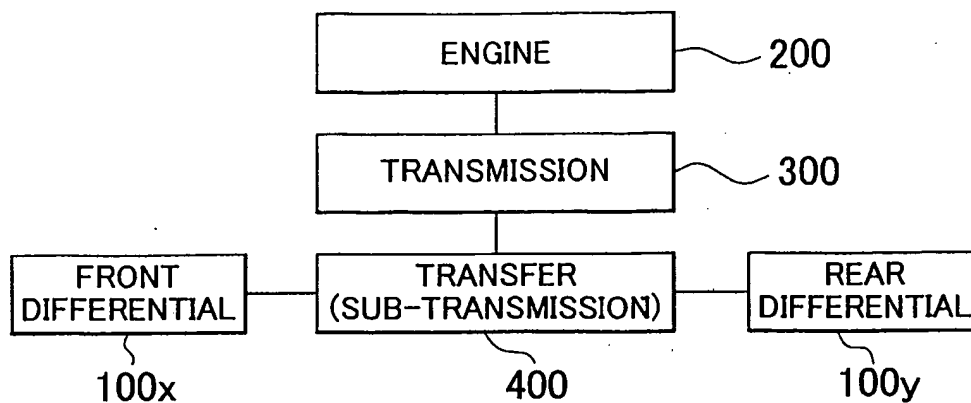 ENGINE
200
TRANSMISSION
300
FRONT
DIFFERENTIAL
TRANSFER
(SUB-TRANSMISSION)
REAR
DIFFERENTIAL
100x
400
100y